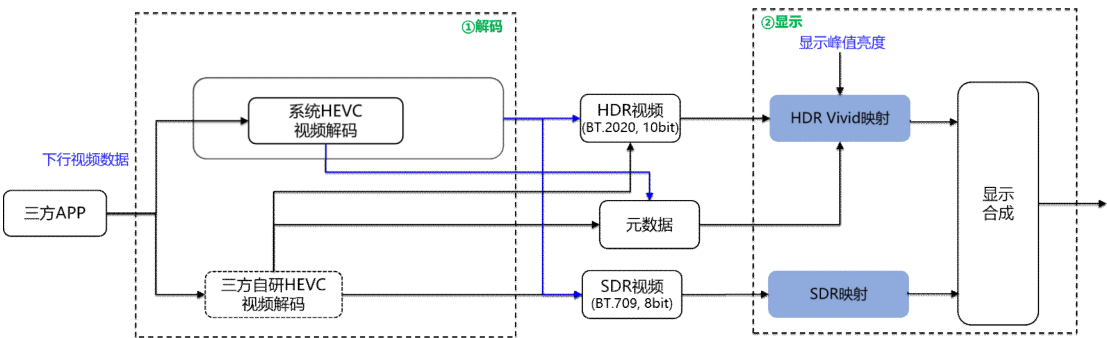 ①解码
②显示
显示峰值亮度
系统HEVC
视频解码
HDR视频
(BT.2020, 10bit)
HDR Vivid映射
下行视频数据
三方APP
元数据
显示
合成
三方自研HEVC
视频解码
SDR视频
(BT.709, 8bit)
SDR映射